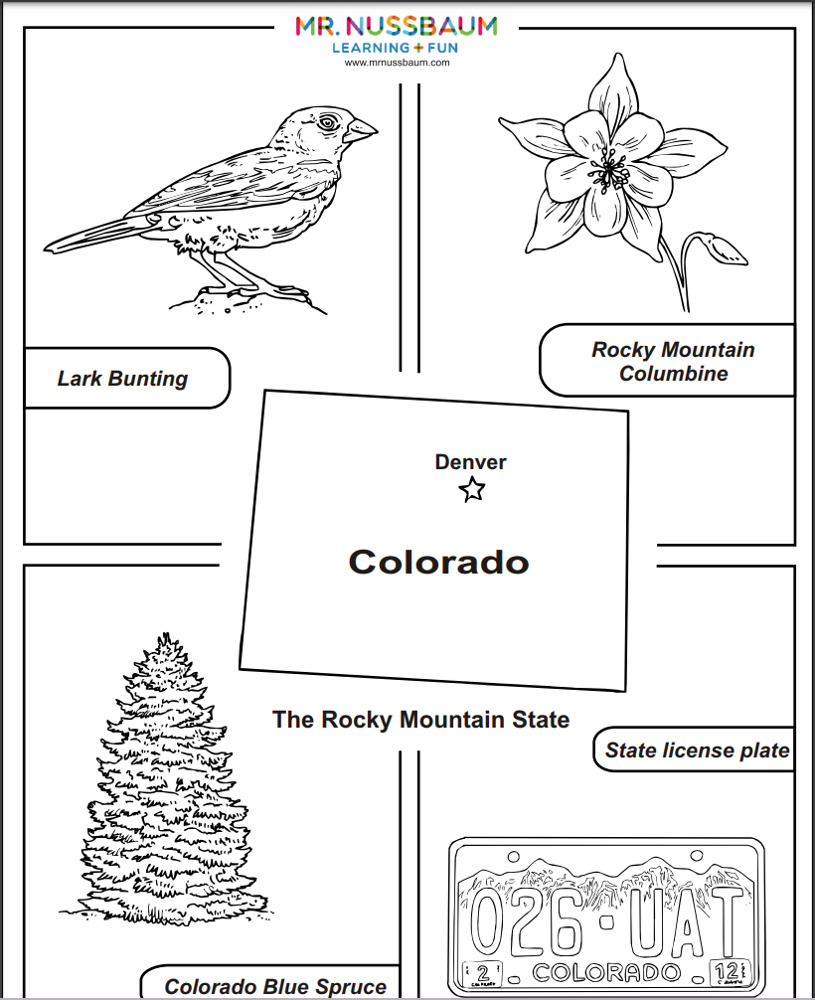 MR. NUSSBAUM
LEARNING + FUN
www.mrnussbaum.com
Lark Bunting
Rocky Mountain
Columbine
Denver
Colorado
The Rocky Mountain State
State license plate
026·UAT
2
COLORADO
12
Colorado Blue Spruce